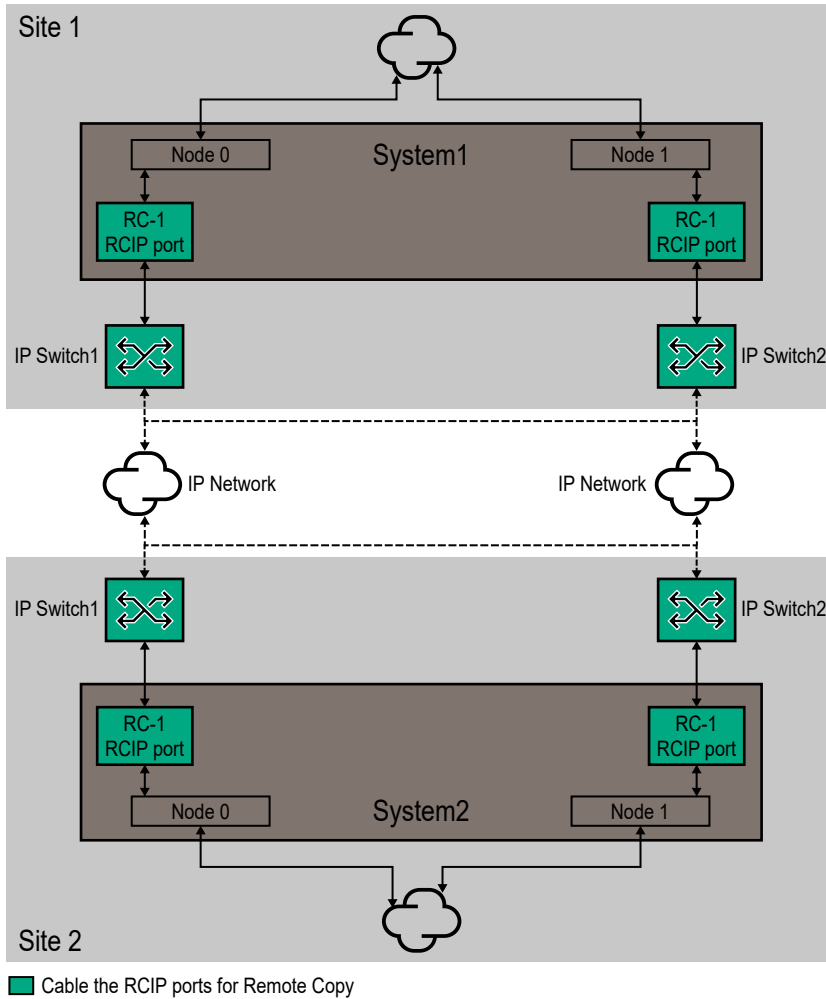 Site 1
Node 0
System1
Node 1
RC-1
RCIP port
RC-1
RCIP port
IP Switch1
IP Switch2
IP Network
IP Network
IP Switch1
IP Switch2
RC-1
RCIP port
RC-1
RCIP port
Node 0
System2
Node 1
Site 2
Cable the RCIP ports for Remote Copy